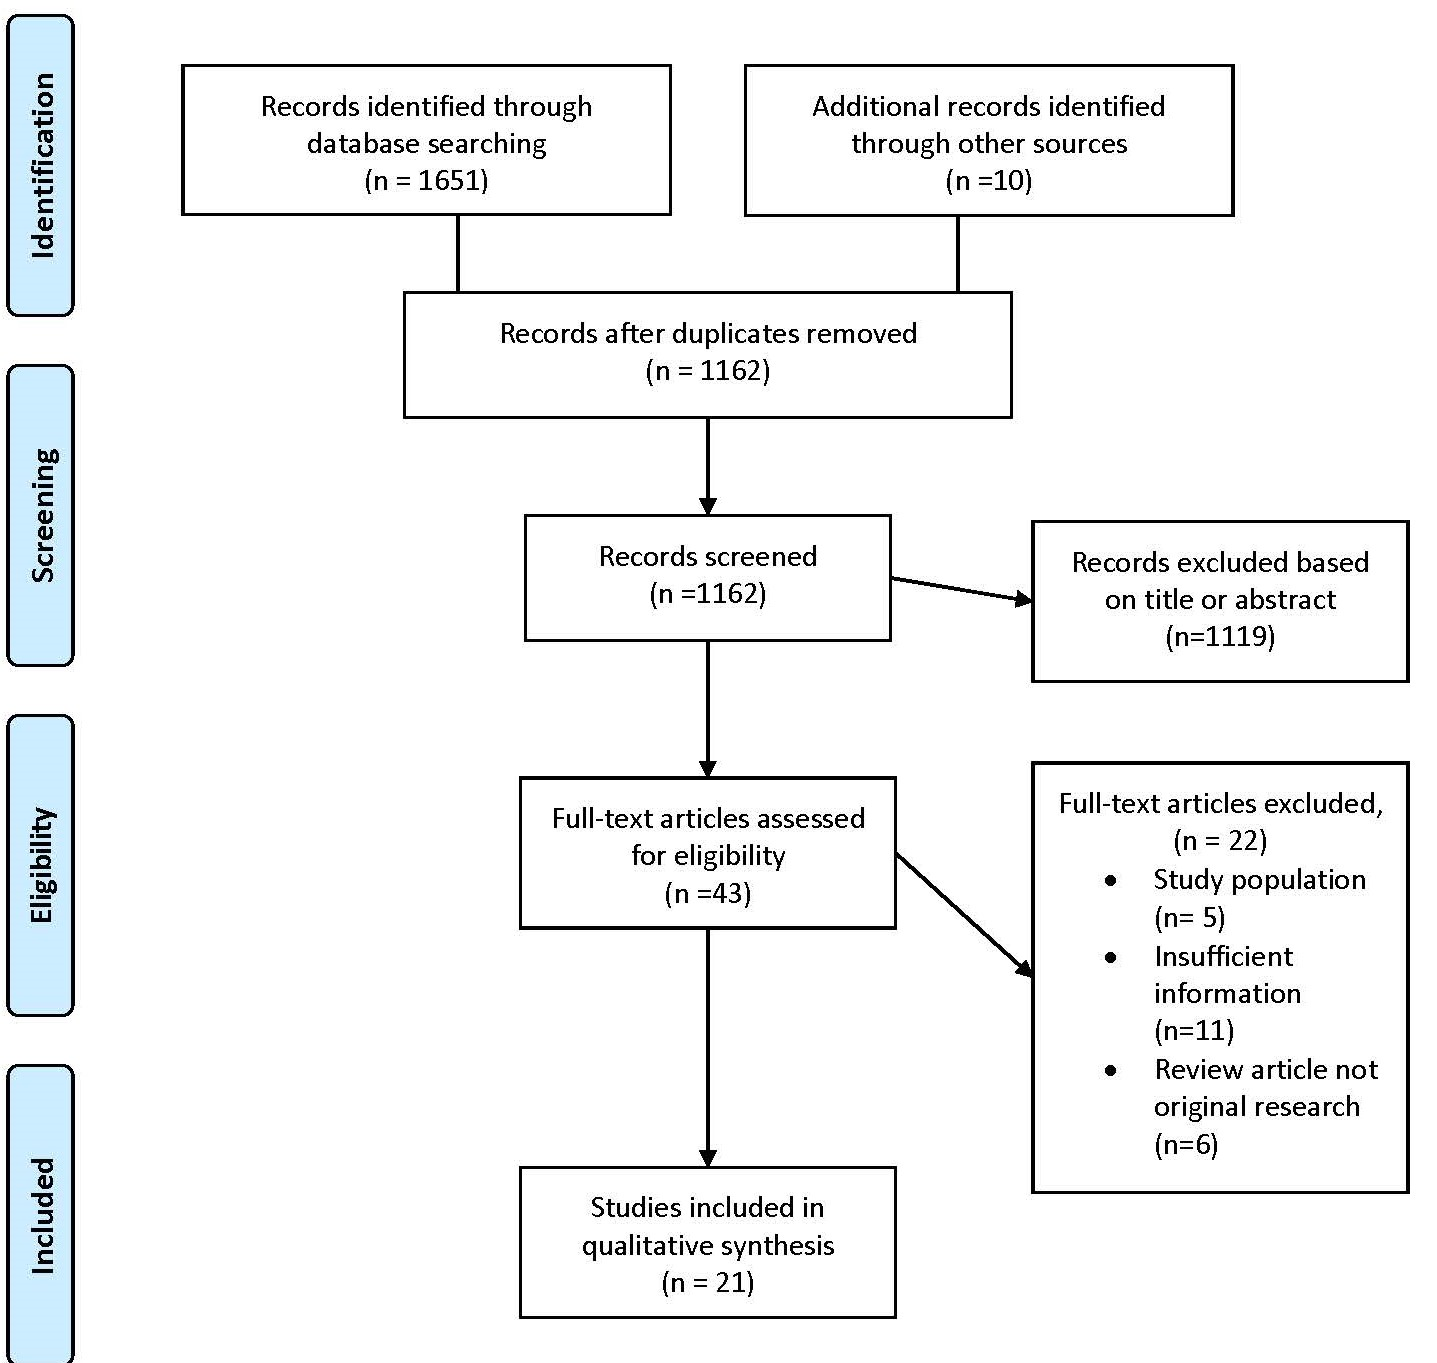 Identification
Records identified through
database searching
(n = 1651)
Additional records identified
through other sources
(n =10)
Records after duplicates removed
(n = 1162)
Screening
Records screened
(n =1162)
Records excluded based
on title or abstract
(n=1119)
Eligibility
Full-text articles assessed
for eligibility
(n =43)
Full-text articles excluded,
(n = 22)
• Study population
(n= 5)
• Insufficient
information
(n=11)
• Review article not
original research
(n=6)
Included
Studies included in
qualitative synthesis
(n = 21)